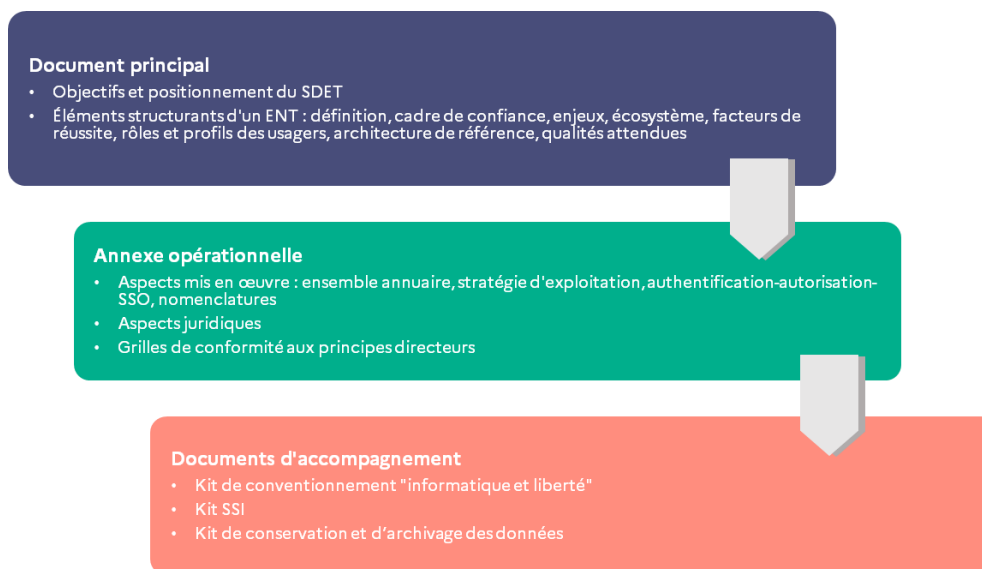 Document principal
• Objectifs et positionnement du SDET
• Éléments structurants d'un ENT : définition, cadre de confiance, enjeux, écosystème, facteurs de
réussite, rôles et profils des usagers, architecture de référence, qualités attendues
Annexe opérationnelle
• Aspects mis en œuvre : ensemble annuaire, stratégie d'exploitation, authentification-autorisation-
SSO, nomenclatures
• Aspects juridiques
• Grilles de conformité aux principes directeurs
Documents d'accompagnement
• Kit de conventionnement "informatique et liberté"
• Kit SSI
• Kit de conservation et d’archivage des données